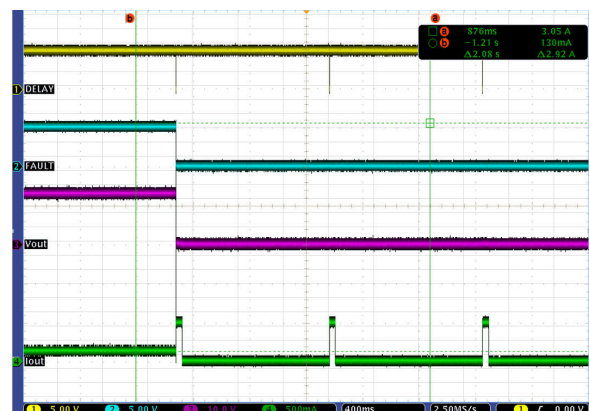 b a
a 876ms 3.05 A
b −1.21 s 130mA
Δ2.08 s Δ2.92 A
1 DELAY
2 FAULT
3 Vout
4 Iout
1 5.00 V 2 5.00 V 3 10.0 V 4 500mA 400ms 2.50MS/s 1 0.00 V